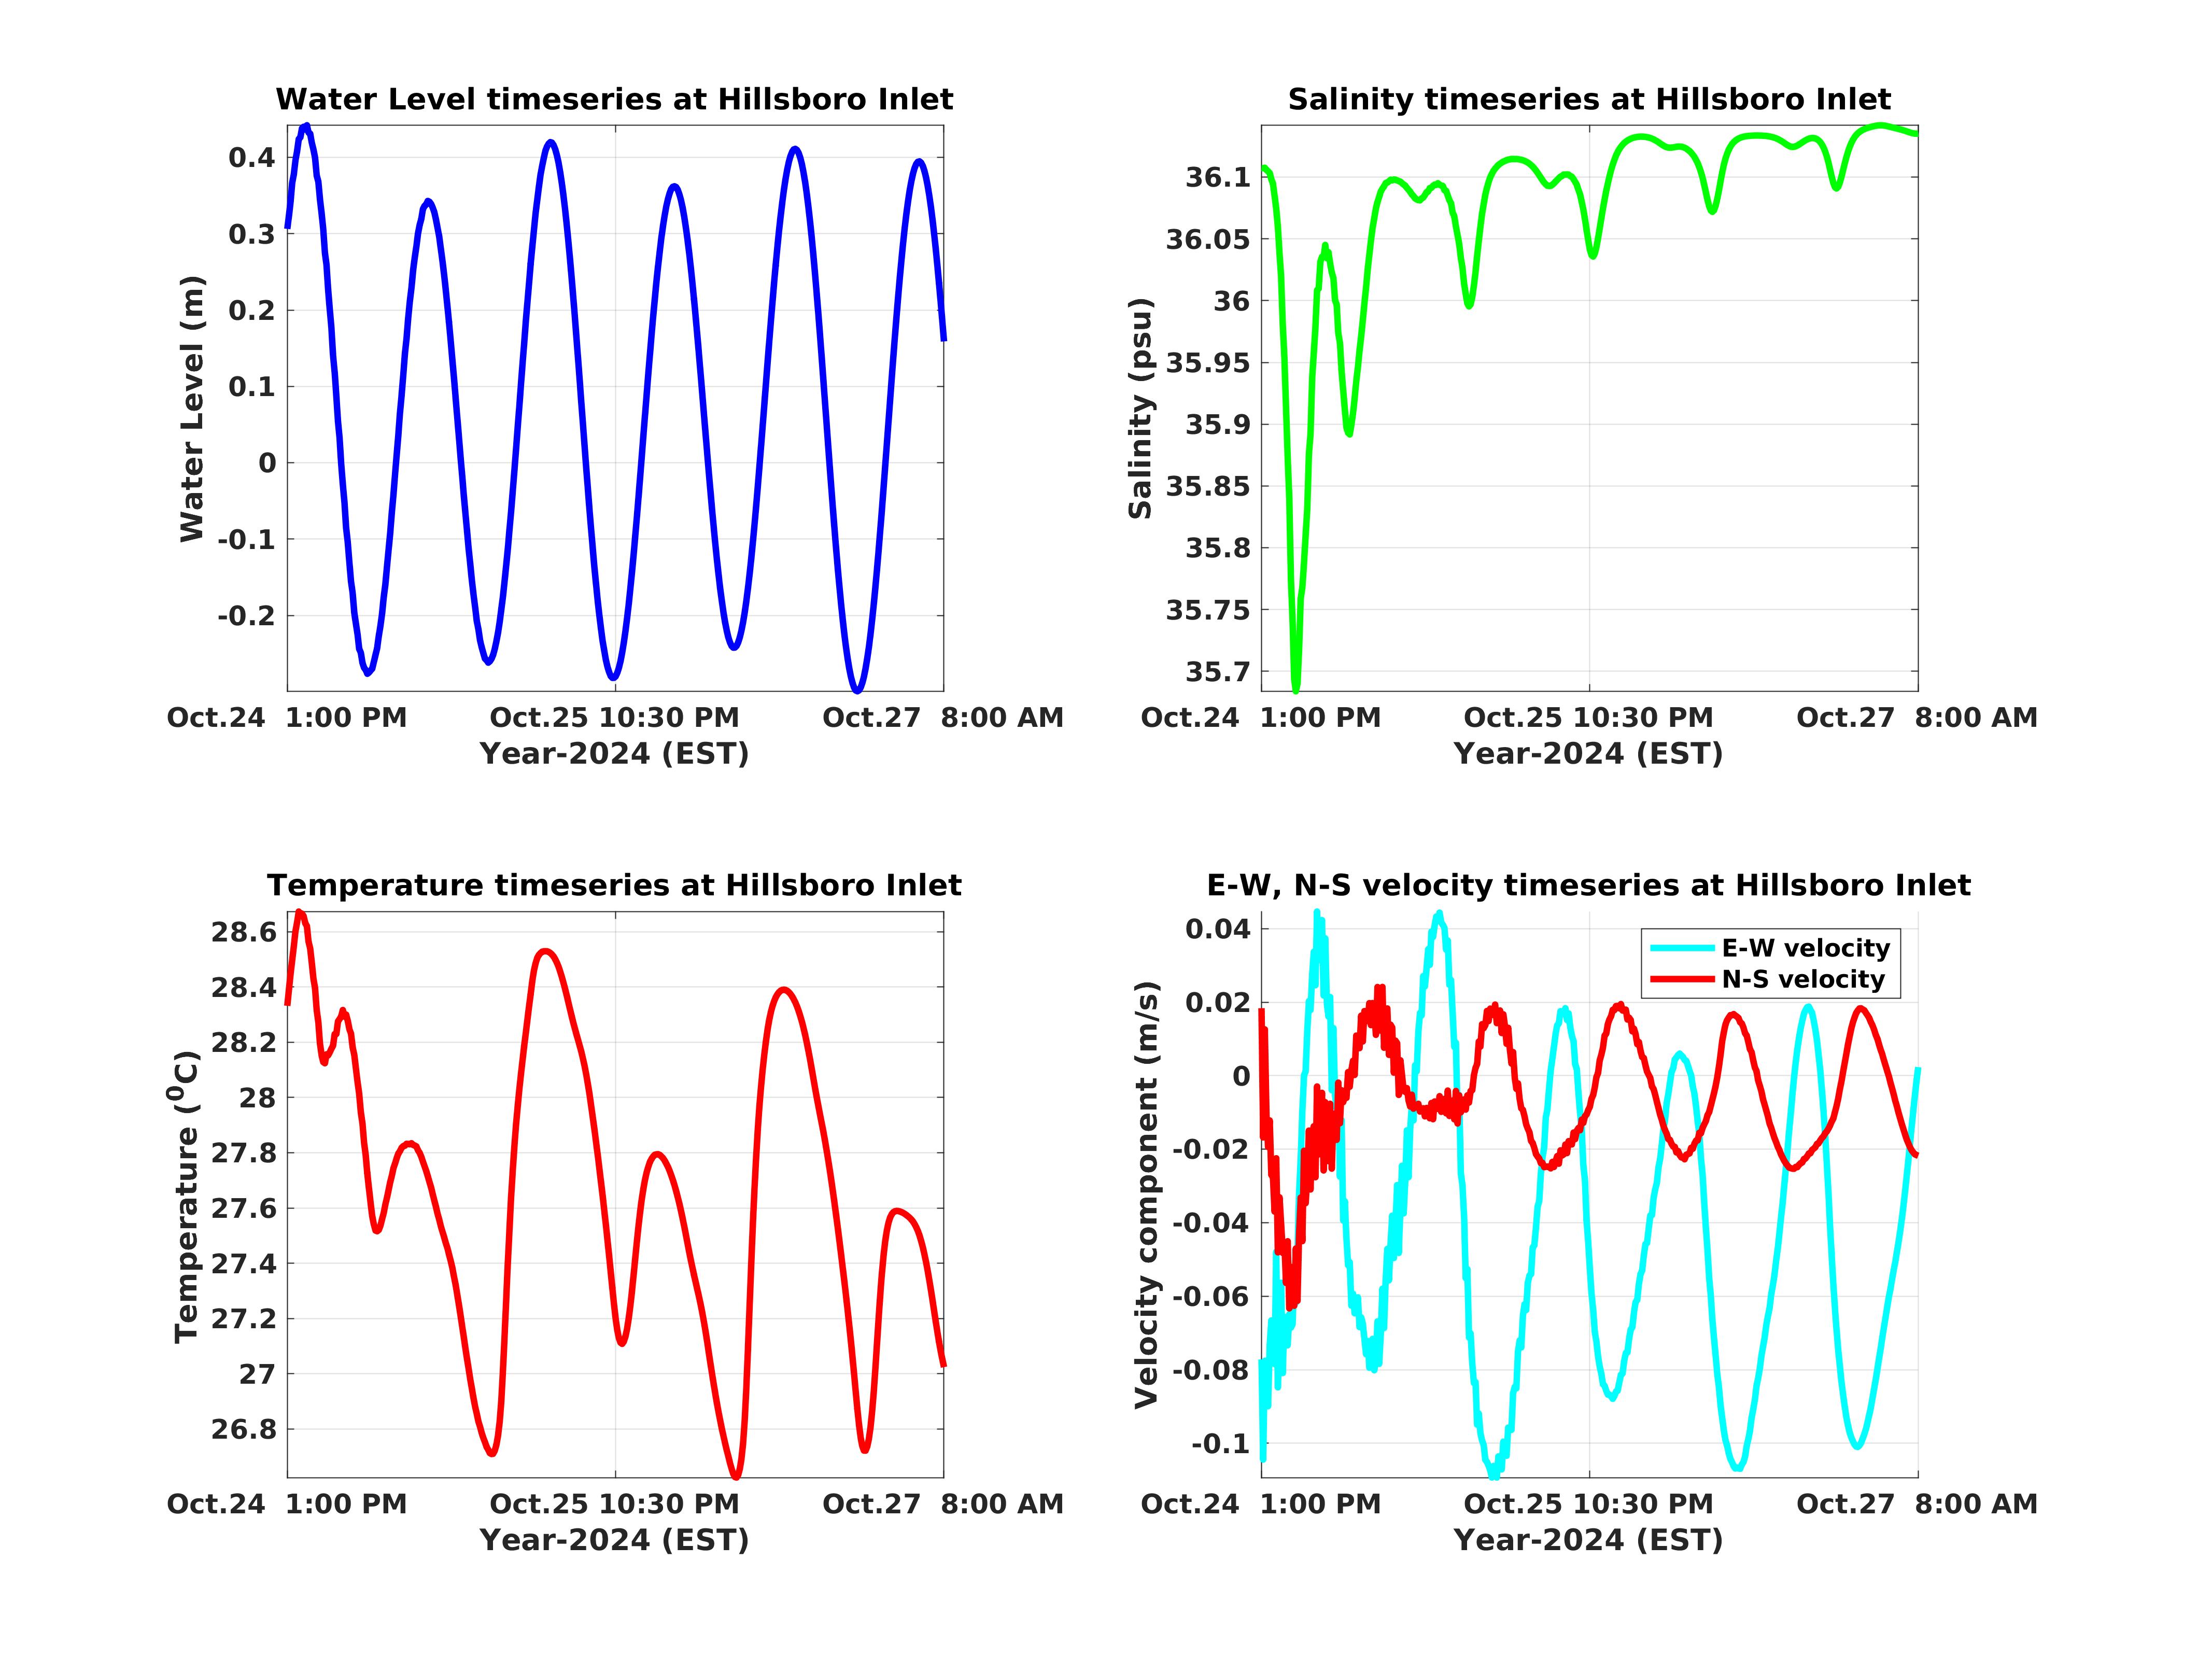 Water Level timeseries at Hillsboro Inlet
Water Level (m)
0.4
0.3
0.2
0.1
0
-0.1
-0.2
Oct.24 1:00 PM
Oct.25 10:30 PM
Oct.27 8:00 AM
Year-2024 (EST)
Salinity timeseries at Hillsboro Inlet
Salinity (psu)
36.1
36.05
36
35.95
35.9
35.85
35.8
35.75
35.7
Oct.24 1:00 PM
Oct.25 10:30 PM
Oct.27 8:00 AM
Year-2024 (EST)
Temperature timeseries at Hillsboro Inlet
Temperature (⁰C)
28.6
28.4
28.2
28
27.8
27.6
27.4
27.2
27
26.8
Oct.24 1:00 PM
Oct.25 10:30 PM
Oct.27 8:00 AM
Year-2024 (EST)
E-W, N-S velocity timeseries at Hillsboro Inlet
Velocity component (m/s)
0.04
0.02
0
-0.02
-0.04
-0.06
-0.08
-0.1
E-W velocity
N-S velocity
Oct.24 1:00 PM
Oct.25 10:30 PM
Oct.27 8:00 AM
Year-2024 (EST)